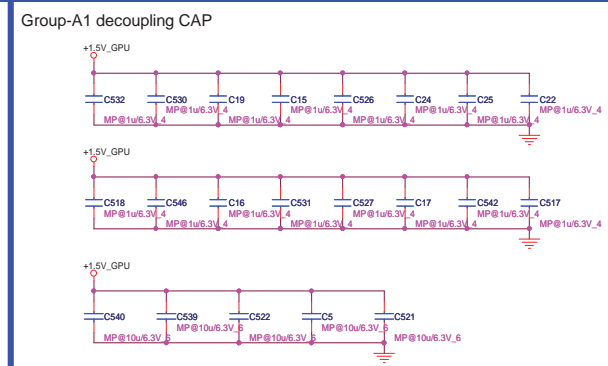 Group-A1 decoupling CAP
+1.5V_GPU
C532 C530 C19 C15 C526 C24 C25 C22
MP@1u/6.3V_4 MP@1u/6.3V_4 MP@1u/6.3V_4 MP@1u/6.3V_4
MP@1u/6.3V_4 MP@1u/6.3V_4 MP@1u/6.3V_4 MP@1u/6.3V_4
+1.5V_GPU
C518 C546 C16 C531 C527 C17 C542 C517
MP@1u/6.3V_4 MP@1u/6.3V_4 MP@1u/6.3V_4 MP@1u/6.3V_4
MP@1u/6.3V_4 MP@1u/6.3V_4 MP@1u/6.3V_4 MP@1u/6.3V_4
+1.5V_GPU
C540 C539 C522 C5 C521
MP@10u/6.3V_6 MP@10u/6.3V_6
MP@10u/6.3V_6 MP@10u/6.3V_6 MP@10u/6.3V_6